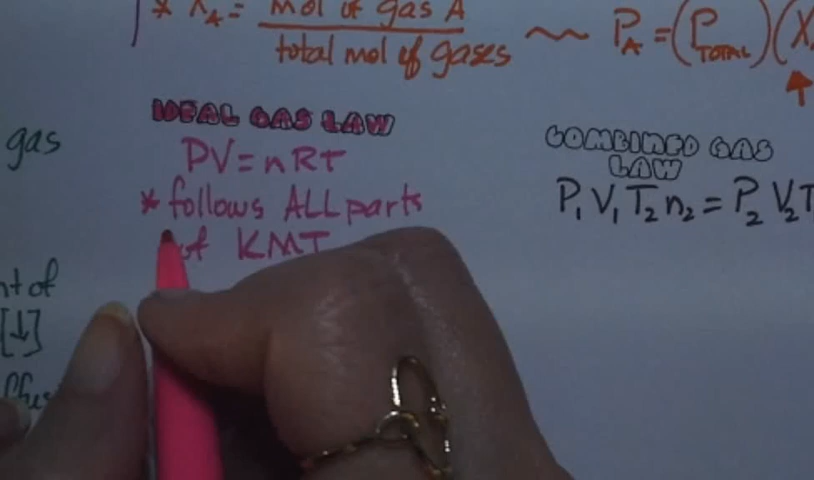 * X_A = mol of gas A
total mol of gases
P_A = (P_TOTAL)(X
IDEAL GAS LAW
PV = nRT
* follows ALL parts
of KMT
COMBINED GAS
LAW
P₁V₁T₂n₂ = P₂V₂T
gas
nt of
[↓]